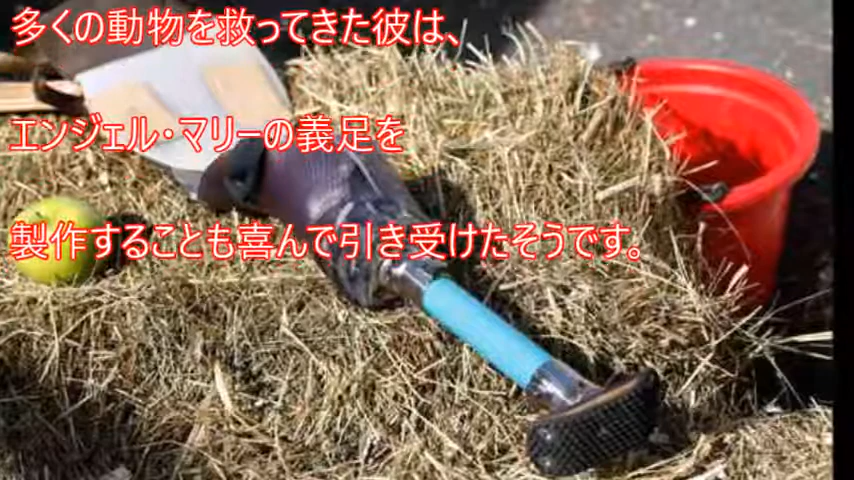 多くの動物を救ってきた彼は、
エンジェル・マリーの義足を
製作することも喜んで引き受けたそうです。